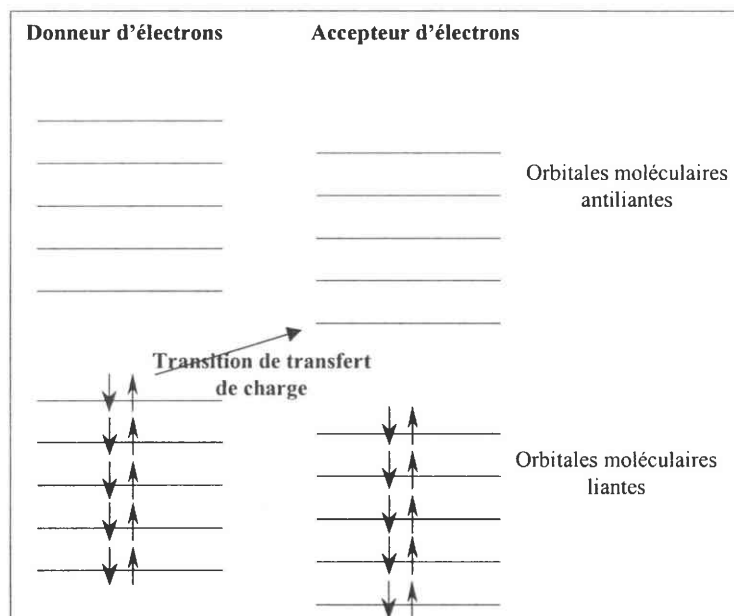 Donneur d'électrons
Accepteur d'électrons
Orbitales moléculaires
antiliantes
Transition de transfert
de charge
Orbitales moléculaires
liantes